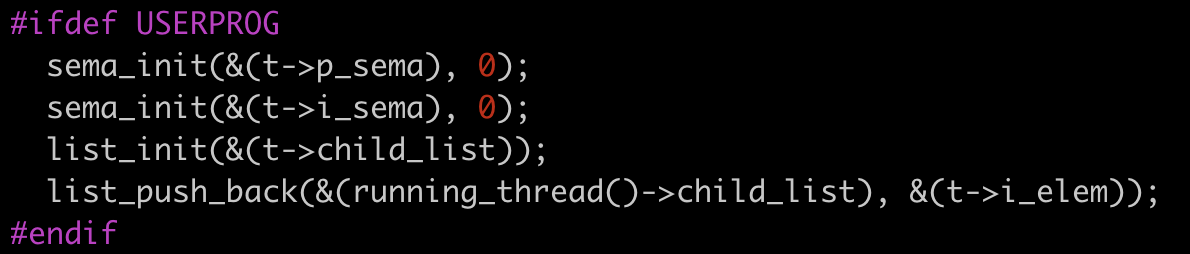 #ifdef USERPROG
  sema_init(&(t->p_sema), 0);
  sema_init(&(t->i_sema), 0);
  list_init(&(t->child_list));
  list_push_back(&(running_thread()->child_list), &(t->i_elem));
#endif